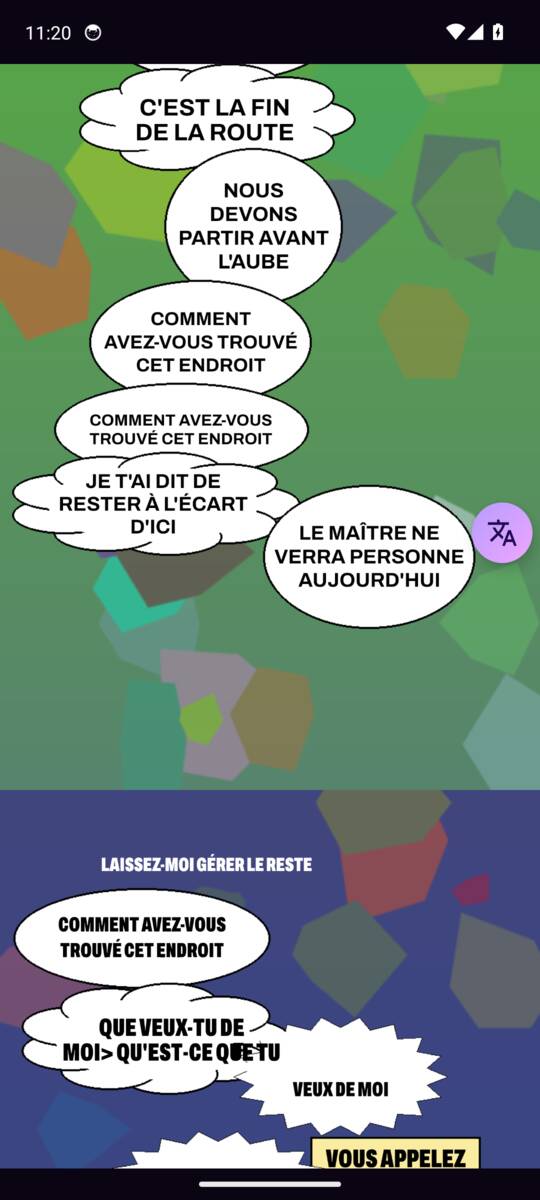 11:20
C'EST LA FIN
DE LA ROUTE
NOUS
DEVONS
PARTIR AVANT
L'AUBE
COMMENT
AVEZ-VOUS TROUVÉ
CET ENDROIT
COMMENT AVEZ-VOUS
TROUVÉ CET ENDROIT
JE T'AI DIT DE
RESTER À L'ÉCART
D'ICI
LE MAÎTRE NE
VERRA PERSONNE
AUJOURD'HUI
LAISSEZ-MOI GÉRER LE RESTE
COMMENT AVEZ-VOUS
TROUVÉ CET ENDROIT
QUE VEUX-TU DE
MOI> QU'EST-CE QUE TU
VEUX DE MOI
VOUS APPELEZ